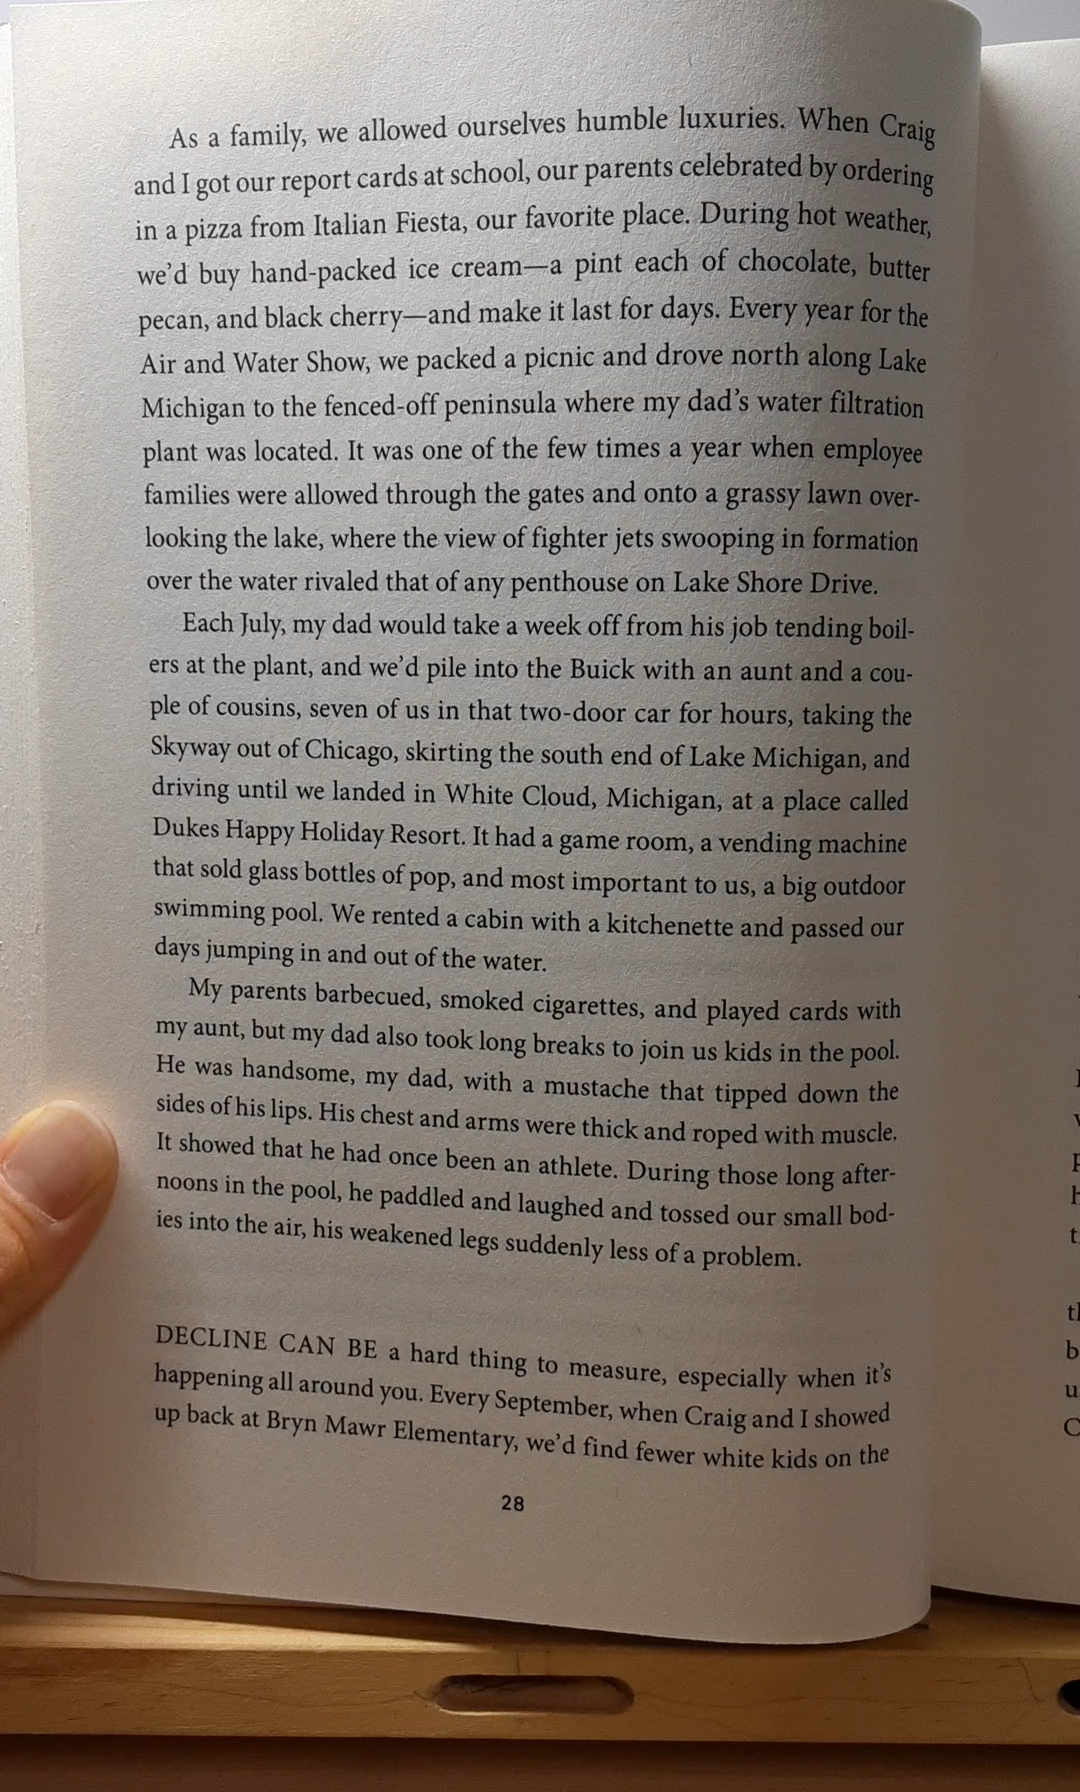 As a family, we allowed ourselves humble luxuries. When Craig
and I got our report cards at school, our parents celebrated by ordering
in a pizza from Italian Fiesta, our favorite place. During hot weather,
we’d buy hand-packed ice cream—a pint each of chocolate, butter
pecan, and black cherry—and make it last for days. Every year for the
Air and Water Show, we packed a picnic and drove north along Lake
Michigan to the fenced-off peninsula where my dad’s water filtration
plant was located. It was one of the few times a year when employee
families were allowed through the gates and onto a grassy lawn over-
looking the lake, where the view of fighter jets swooping in formation
over the water rivaled that of any penthouse on Lake Shore Drive.
Each July, my dad would take a week off from his job tending boil-
ers at the plant, and we’d pile into the Buick with an aunt and a cou-
ple of cousins, seven of us in that two-door car for hours, taking the
Skyway out of Chicago, skirting the south end of Lake Michigan, and
driving until we landed in White Cloud, Michigan, at a place called
Dukes Happy Holiday Resort. It had a game room, a vending machine
that sold glass bottles of pop, and most important to us, a big outdoor
swimming pool. We rented a cabin with a kitchenette and passed our
days jumping in and out of the water.
My parents barbecued, smoked cigarettes, and played cards with
my aunt, but my dad also took long breaks to join us kids in the pool.
He was handsome, my dad, with a mustache that tipped down the
sides of his lips. His chest and arms were thick and roped with muscle.
It showed that he had once been an athlete. During those long after-
noons in the pool, he paddled and laughed and tossed our small bod-
ies into the air, his weakened legs suddenly less of a problem.
DECLINE CAN BE a hard thing to measure, especially when it’s
happening all around you. Every September, when Craig and I showed
up back at Bryn Mawr Elementary, we’d find fewer white kids on the
28